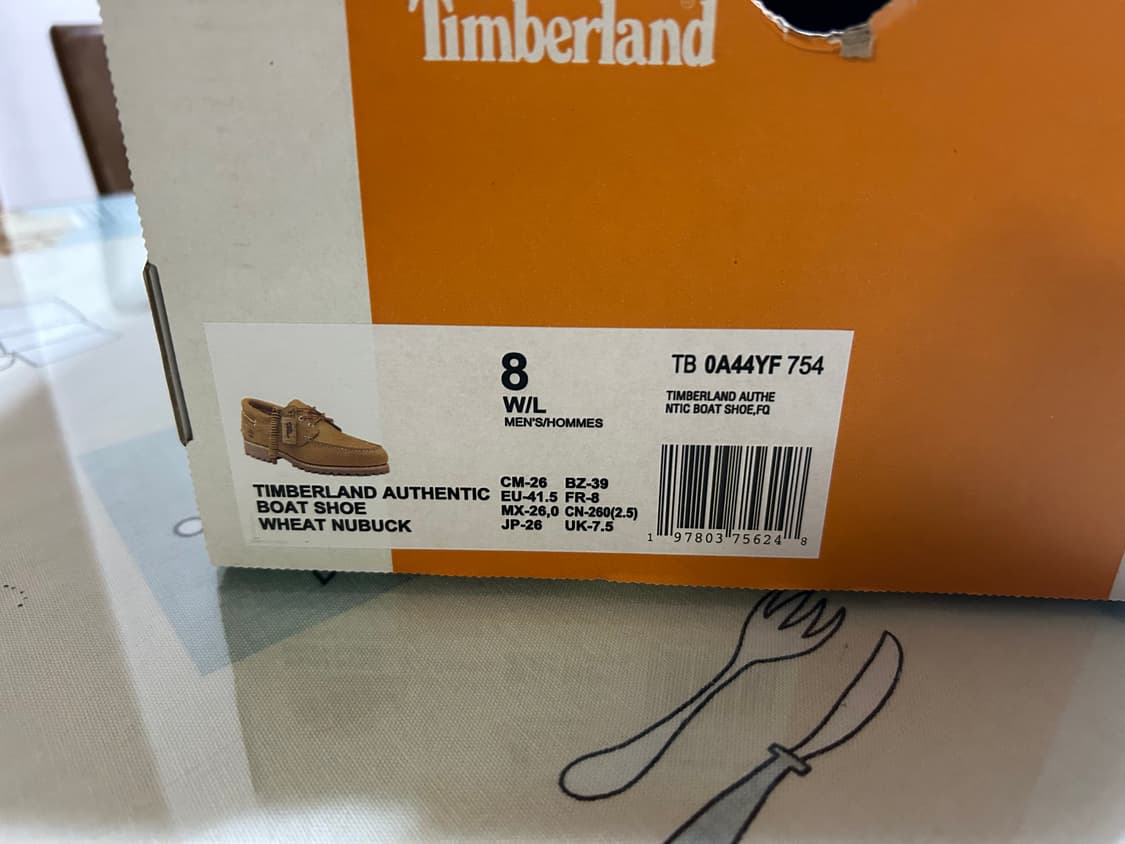 Timberland
8
W/L
MEN'S/HOMMES
TB 0A44YF 754
TIMBERLAND AUTHE
NTIC BOAT SHOE,FQ
TIMBERLAND AUTHENTIC
BOAT SHOE
WHEAT NUBUCK
CM-26 BZ-39
EU-41.5 FR-8
MX-26,0 CN-260(2.5)
JP-26 UK-7.5
1 97803 75624 8